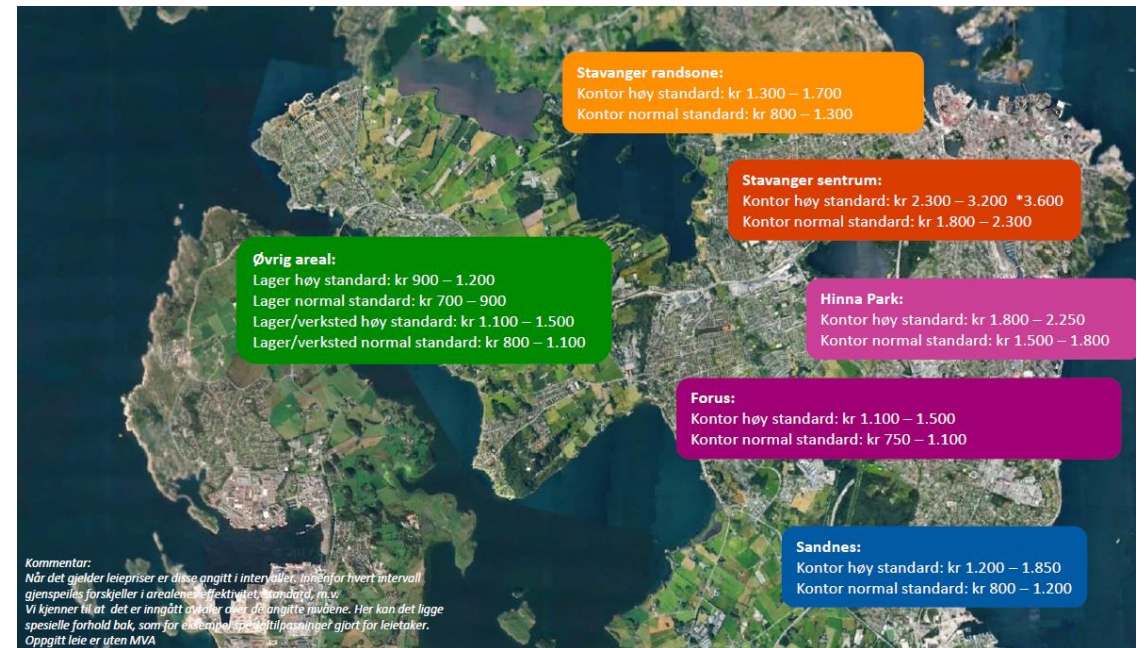 Stavanger randsone:
Kontor høy standard: kr 1.300 – 1.700
Kontor normal standard: kr 800 – 1.300
Stavanger sentrum:
Kontor høy standard: kr 2.300 – 3.200 *3.600
Kontor normal standard: kr 1.800 – 2.300
Øvrig areal:
Lager høy standard: kr 900 – 1.200
Lager normal standard: kr 700 – 900
Lager/verksted høy standard: kr 1.100 – 1.500
Lager/verksted normal standard: kr 800 – 1.100
Hinna Park:
Kontor høy standard: kr 1.800 – 2.250
Kontor normal standard: kr 1.500 – 1.800
Forus:
Kontor høy standard: kr 1.100 – 1.500
Kontor normal standard: kr 750 – 1.100
Sandnes:
Kontor høy standard: kr 1.200 – 1.850
Kontor normal standard: kr 800 – 1.200
Kommentar:
Når det gjelder leiepriser er disse angitt i intervaller. Innenfor hvert intervall
gjenspeiles forskjeller i arealenes effektivitet, standard, m.v.
Vi kjenner til at det er inngått avtaler over de angitte nivåene. Her kan det ligge
spesielle forhold bak, som for eksempel spesialtilpasninger gjort for leietaker.
Oppgitt leie er uten MVA